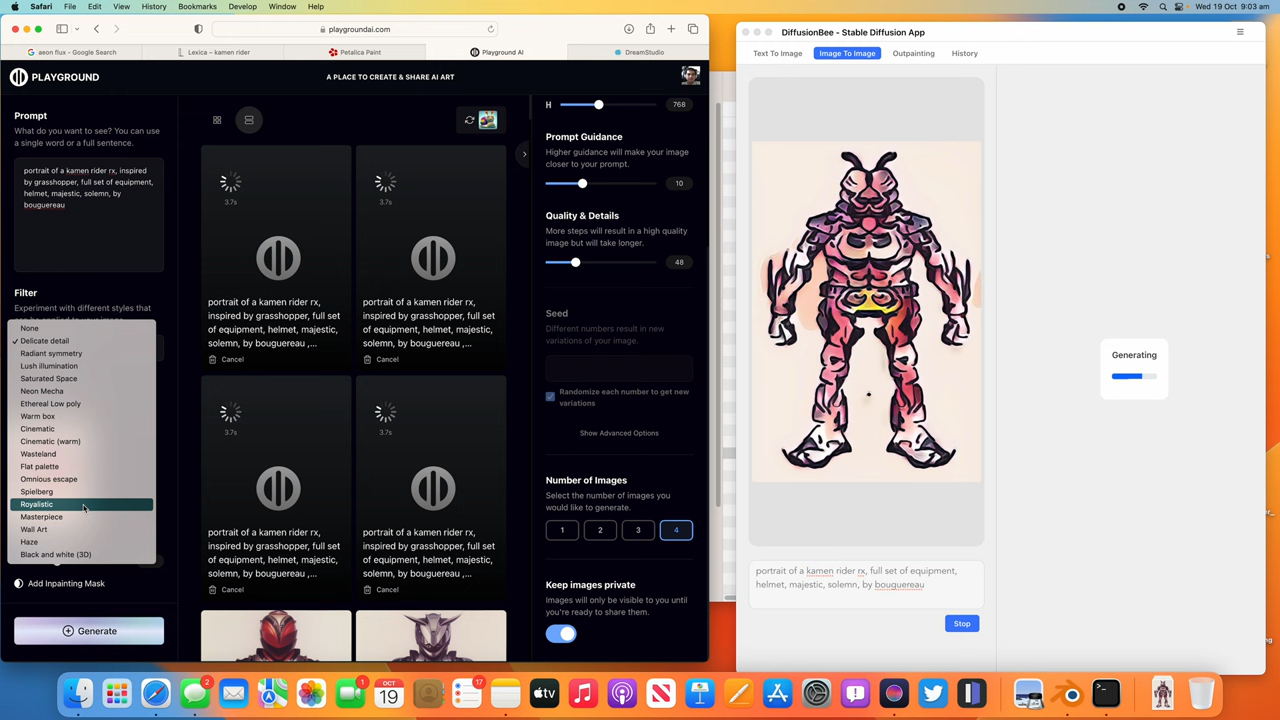 Safari File Edit View History Bookmarks Develop Window Help
Wed 19 Oct 9:03 am
playgroundai.com
aeon flux - Google Search
Lexica – kamen rider
Petalica Paint
Playground AI
DreamStudio
PLAYGROUND
A PLACE TO CREATE & SHARE AI ART
Prompt
What do you want to see? You can use
a single word or a full sentence.
portrait of a kamen rider rx, inspired
by grasshopper, full set of equipment,
helmet, majestic, solemn, by
bouguereau
Filter
Experiment with different styles that
None
✓ Delicate detail
Radiant symmetry
Lush illumination
Saturated Space
Neon Mecha
Ethereal Low poly
Warm box
Cinematic
Cinematic (warm)
Wasteland
Flat palette
Omnious escape
Spielberg
Royalistic
Masterpiece
Wall Art
Haze
Black and white (3D)
Add Inpainting Mask
Generate
3.7s
portrait of a kamen rider rx,
inspired by grasshopper, full set
of equipment, helmet, majestic,
solemn, by bouguereau ,...
Cancel
3.7s
portrait of a kamen rider rx,
inspired by grasshopper, full set
of equipment, helmet, majestic,
solemn, by bouguereau ,...
Cancel
3.7s
portrait of a kamen rider rx,
inspired by grasshopper, full set
of equipment, helmet, majestic,
solemn, by bouguereau ,...
Cancel
3.7s
portrait of a kamen rider rx,
inspired by grasshopper, full set
of equipment, helmet, majestic,
solemn, by bouguereau ,...
Cancel
H 768
Prompt Guidance
Higher guidance will make your image
closer to your prompt.
10
Quality & Details
More steps will result in a high quality
image but will take longer.
48
Seed
Different numbers result in new
variations of your image.
Randomize each number to get new
variations
Show Advanced Options
Number of Images
Select the number of images you
would like to generate.
1 2 3 4
Keep images private
Images will only be visible to you until
you're ready to share them.
DiffusionBee - Stable Diffusion App
Text To Image
Image To Image
Outpainting
History
Generating
portrait of a kamen rider rx, full set of equipment,
helmet, majestic, solemn, by bouguereau
Stop
2
1
OCT
19
17
tv